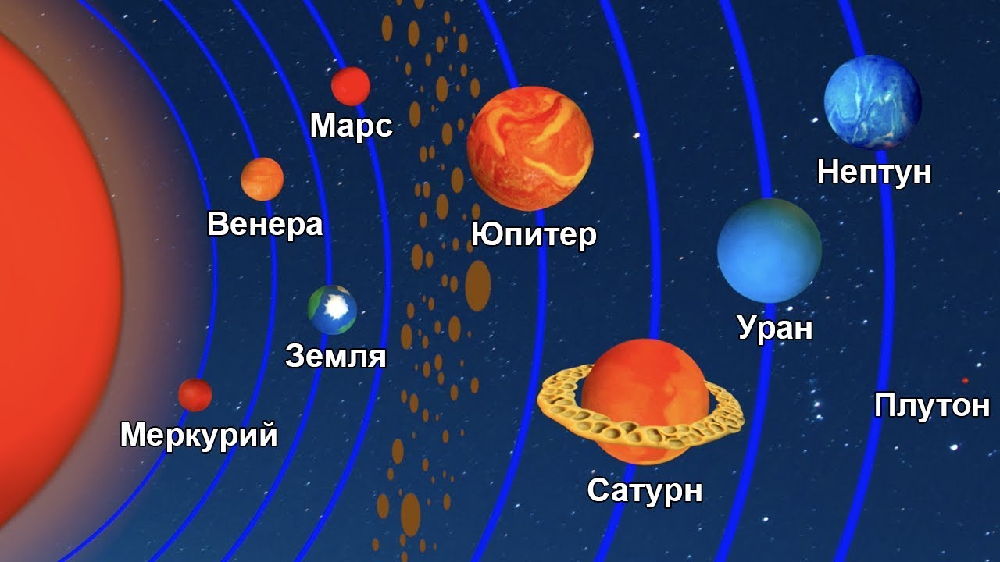 Марс
Нептун
Венера
Юпитер
Уран
Земля
Плутон
Меркурий
Сатурн